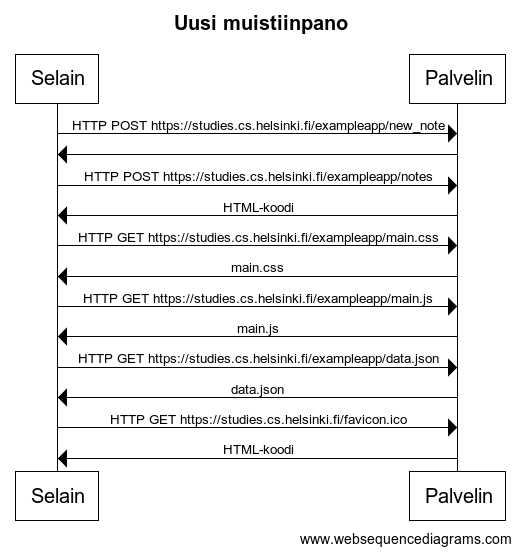 Uusi muistiinpano
Selain
Palvelin
HTTP POST https://studies.cs.helsinki.fi/exampleapp/new_note
HTTP POST https://studies.cs.helsinki.fi/exampleapp/notes
HTML-koodi
HTTP GET https://studies.cs.helsinki.fi/exampleapp/main.css
main.css
HTTP GET https://studies.cs.helsinki.fi/exampleapp/main.js
main.js
HTTP GET https://studies.cs.helsinki.fi/exampleapp/data.json
data.json
HTTP GET https://studies.cs.helsinki.fi/favicon.ico
HTML-koodi
Selain
Palvelin
www.websequencediagrams.com